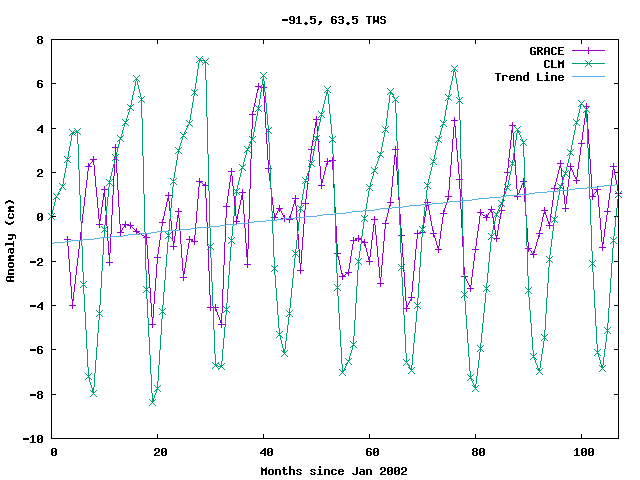 -91.5, 63.5 TWS
GRACE
CLM
Trend Line
8
6
4
2
0
-2
-4
-6
-8
-10
Anomaly (cm)
0 20 40 60 80 100
Months since Jan 2002